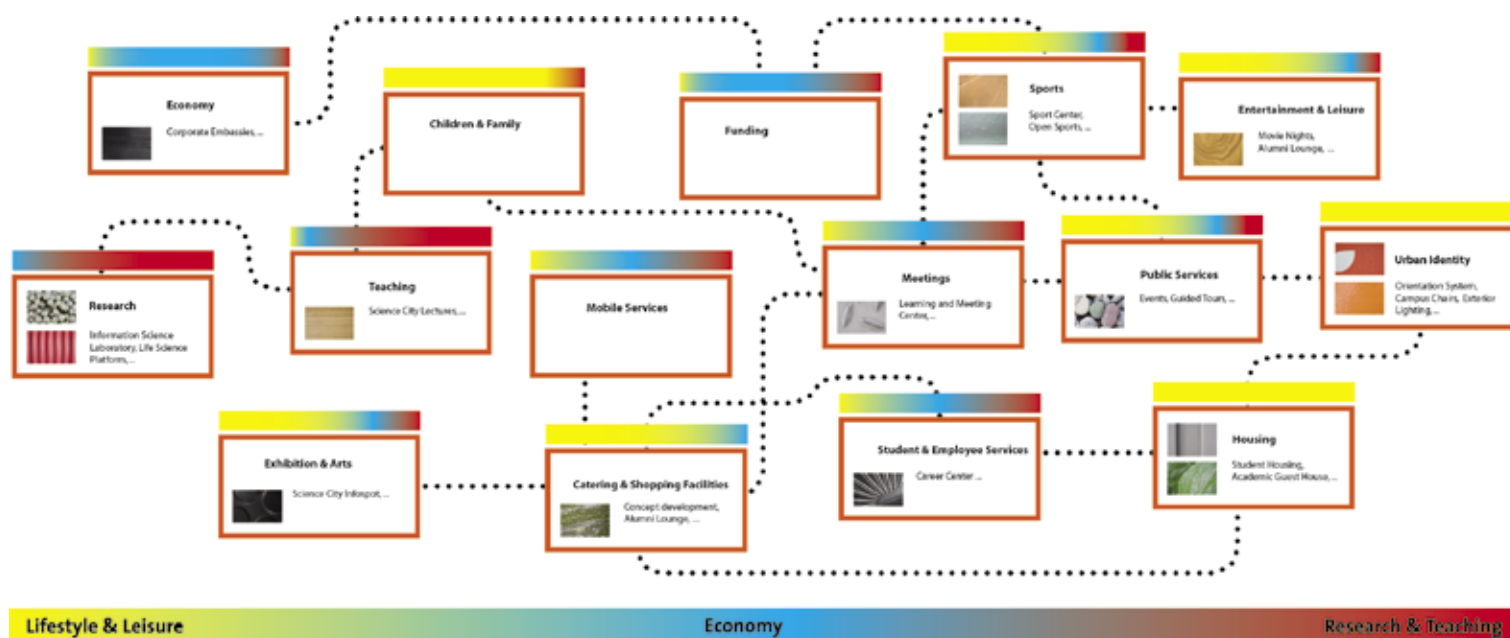 Economy
Corporate Embassies, ...
Children & Family
Funding
Sports
Sport Center,
Open Sports, ...
Entertainment & Leisure
Movie Nights,
Alumni Lounge, ...
Research
Information Science
Laboratory, Life Science
Platform, ...
Teaching
Science City Lectures, ...
Mobile Services
Meetings
Learning and Meeting
Center, ...
Public Services
Events, Guided Tours, ...
Urban Identity
Orientation System,
Campus Chairs, Exterior
Lighting, ...
Exhibition & Arts
Science City Infospot, ...
Catering & Shopping Facilities
Concept development,
Alumni Lounge, ...
Student & Employee Services
Career Center ...
Housing
Student Housing,
Academic Guest House, ...
Lifestyle & Leisure
Economy
Research & Teaching